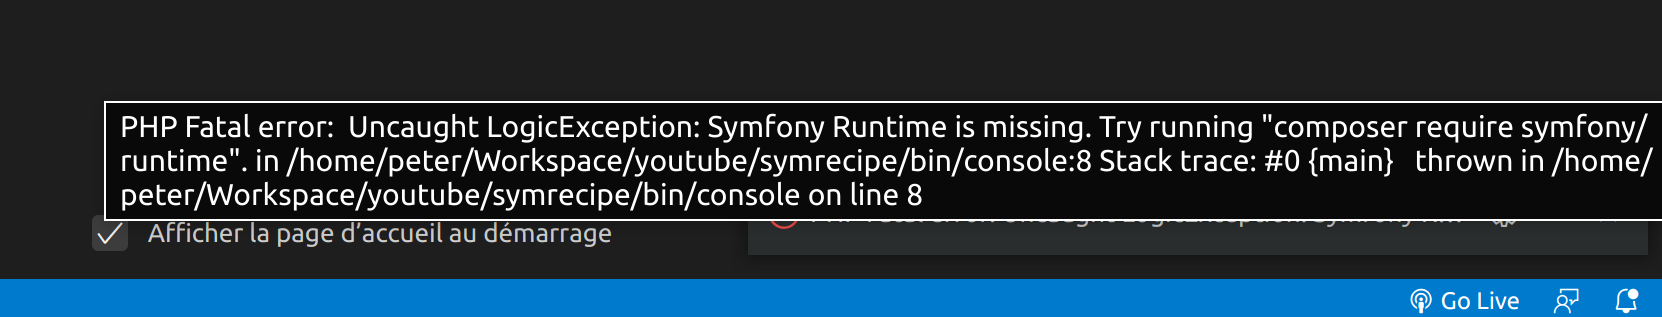 PHP Fatal error:  Uncaught LogicException: Symfony Runtime is missing. Try running "composer require symfony/
runtime". in /home/peter/Workspace/youtube/symrecipe/bin/console:8 Stack trace: #0 {main}   thrown in /home/
peter/Workspace/youtube/symrecipe/bin/console on line 8
Afficher la page d’accueil au démarrage
Go Live